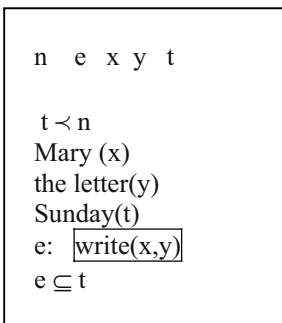 n e x y t
t ≺ n
Mary (x)
the letter(y)
Sunday(t)
e: write(x,y)
e ⊆ t